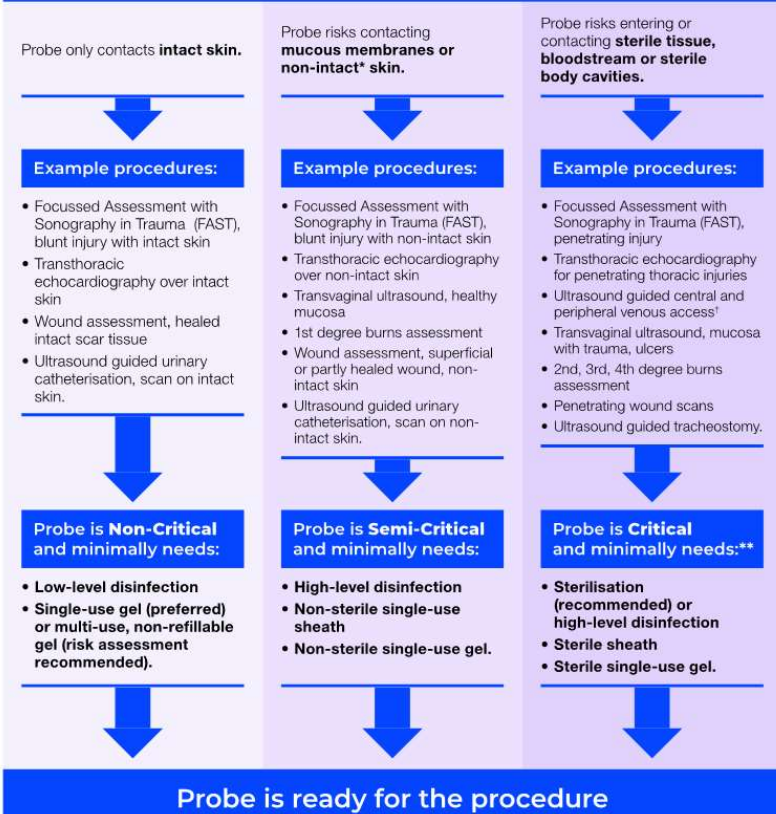 Probe only contacts intact skin.
Probe risks contacting
mucous membranes or
non-intact* skin.
Probe risks entering or
contacting sterile tissue,
bloodstream or sterile
body cavities.
Example procedures:
• Focussed Assessment with
Sonography in Trauma (FAST),
blunt injury with intact skin
• Transthoracic
echocardiography over intact
skin
• Wound assessment, healed
intact scar tissue
• Ultrasound guided urinary
catheterisation, scan on intact
skin.
Example procedures:
• Focussed Assessment with
Sonography in Trauma (FAST),
blunt injury with non-intact skin
• Transthoracic echocardiography
over non-intact skin
• Transvaginal ultrasound, healthy
mucosa
• 1st degree burns assessment
• Wound assessment, superficial
or partly healed wound, non-
intact skin
• Ultrasound guided urinary
catheterisation, scan on non-
intact skin.
Example procedures:
• Focussed Assessment with
Sonography in Trauma (FAST),
penetrating injury
• Transthoracic echocardiography
for penetrating thoracic injuries
• Ultrasound guided central and
peripheral venous access†
• Transvaginal ultrasound, mucosa
with trauma, ulcers
• 2nd, 3rd, 4th degree burns
assessment
• Penetrating wound scans
• Ultrasound guided tracheostomy.
Probe is Non-Critical
and minimally needs:
• Low-level disinfection
• Single-use gel (preferred)
or multi-use, non-refillable
gel (risk assessment
recommended).
Probe is Semi-Critical
and minimally needs:
• High-level disinfection
• Non-sterile single-use
sheath
• Non-sterile single-use gel.
Probe is Critical
and minimally needs:**
• Sterilisation
(recommended) or
high-level disinfection
• Sterile sheath
• Sterile single-use gel.
Probe is ready for the procedure